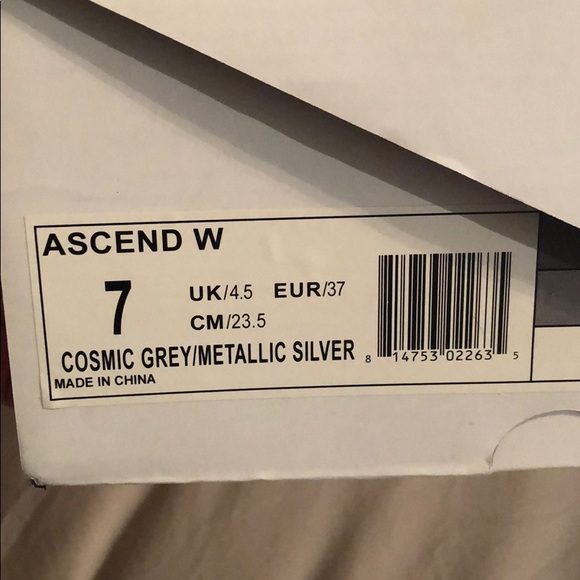 ASCEND W
7
UK/4.5 EUR/37
CM/23.5
COSMIC GREY/METALLIC SILVER
MADE IN CHINA
8 14753 02263 5